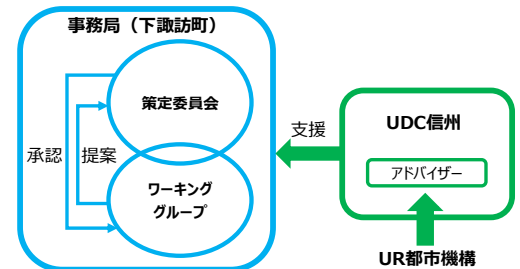 事務局（下諏訪町）
策定委員会
承認
提案
ワーキング
グループ
支援
UDC信州
アドバイザー
UR都市機構